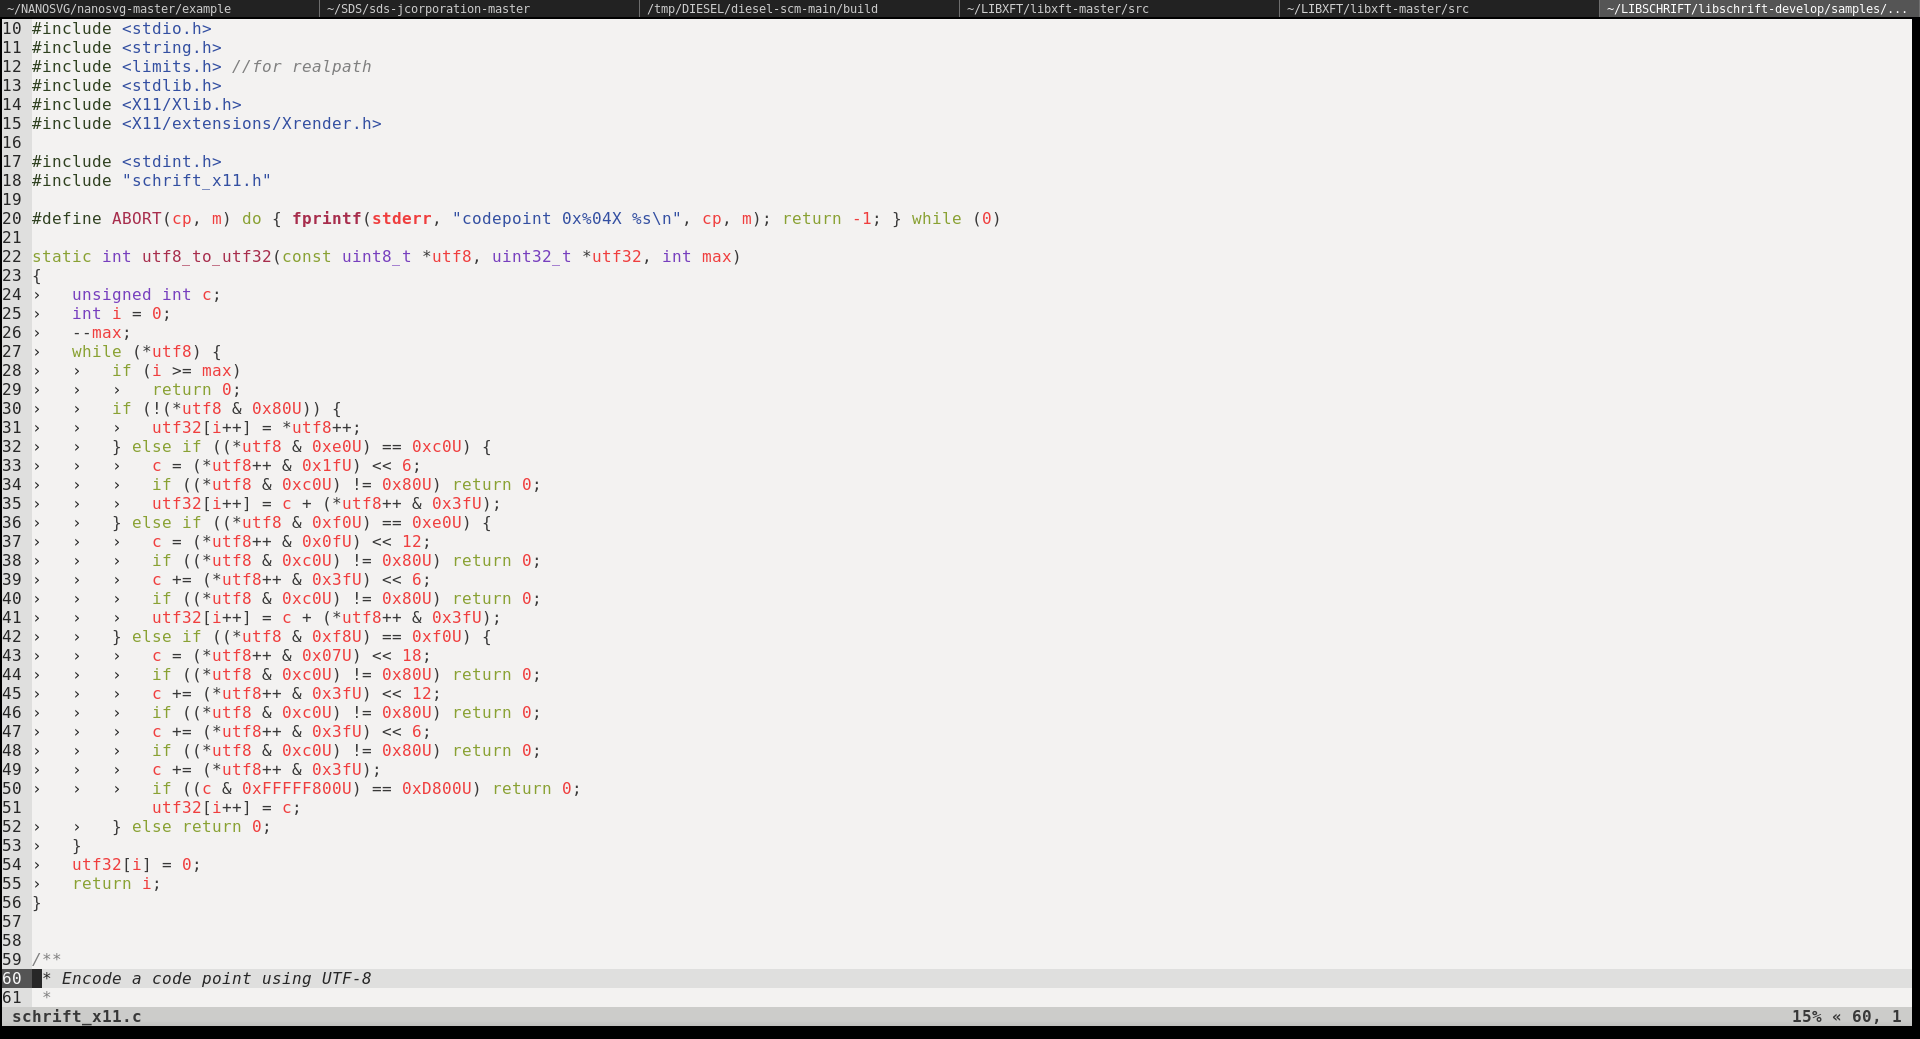 ~/NANOSVG/nanosvg-master/example ~/SDS/sds-jcorporation-master /tmp/DIESEL/diesel-scm-main/build ~/LIBXFT/libxft-master/src ~/LIBXFT/libxft-master/src ~/LIBSCHRIFT/libschrift-develop/samples/...
10 #include <stdio.h>
11 #include <string.h>
12 #include <limits.h> //for realpath
13 #include <stdlib.h>
14 #include <X11/Xlib.h>
15 #include <X11/extensions/Xrender.h>
16
17 #include <stdint.h>
18 #include "schrift_x11.h"
19
20 #define ABORT(cp, m) do { fprintf(stderr, "codepoint 0x%04X %s\n", cp, m); return -1; } while (0)
21
22 static int utf8_to_utf32(const uint8_t *utf8, uint32_t *utf32, int max)
23 {
24 ›   unsigned int c;
25 ›   int i = 0;
26 ›   --max;
27 ›   while (*utf8) {
28 ›   ›   if (i >= max)
29 ›   ›   ›   return 0;
30 ›   ›   if (!(*utf8 & 0x80U)) {
31 ›   ›   ›   utf32[i++] = *utf8++;
32 ›   ›   } else if ((*utf8 & 0xe0U) == 0xc0U) {
33 ›   ›   ›   c = (*utf8++ & 0x1fU) << 6;
34 ›   ›   ›   if ((*utf8 & 0xc0U) != 0x80U) return 0;
35 ›   ›   ›   utf32[i++] = c + (*utf8++ & 0x3fU);
36 ›   ›   } else if ((*utf8 & 0xf0U) == 0xe0U) {
37 ›   ›   ›   c = (*utf8++ & 0x0fU) << 12;
38 ›   ›   ›   if ((*utf8 & 0xc0U) != 0x80U) return 0;
39 ›   ›   ›   c += (*utf8++ & 0x3fU) << 6;
40 ›   ›   ›   if ((*utf8 & 0xc0U) != 0x80U) return 0;
41 ›   ›   ›   utf32[i++] = c + (*utf8++ & 0x3fU);
42 ›   ›   } else if ((*utf8 & 0xf8U) == 0xf0U) {
43 ›   ›   ›   c = (*utf8++ & 0x07U) << 18;
44 ›   ›   ›   if ((*utf8 & 0xc0U) != 0x80U) return 0;
45 ›   ›   ›   c += (*utf8++ & 0x3fU) << 12;
46 ›   ›   ›   if ((*utf8 & 0xc0U) != 0x80U) return 0;
47 ›   ›   ›   c += (*utf8++ & 0x3fU) << 6;
48 ›   ›   ›   if ((*utf8 & 0xc0U) != 0x80U) return 0;
49 ›   ›   ›   c += (*utf8++ & 0x3fU);
50 ›   ›   ›   if ((c & 0xFFFFF800U) == 0xD800U) return 0;
51             utf32[i++] = c;
52 ›   ›   } else return 0;
53 ›   }
54 ›   utf32[i] = 0;
55 ›   return i;
56 }
57
58
59 /**
60  * Encode a code point using UTF-8
61  *
schrift_x11.c 15% « 60, 1